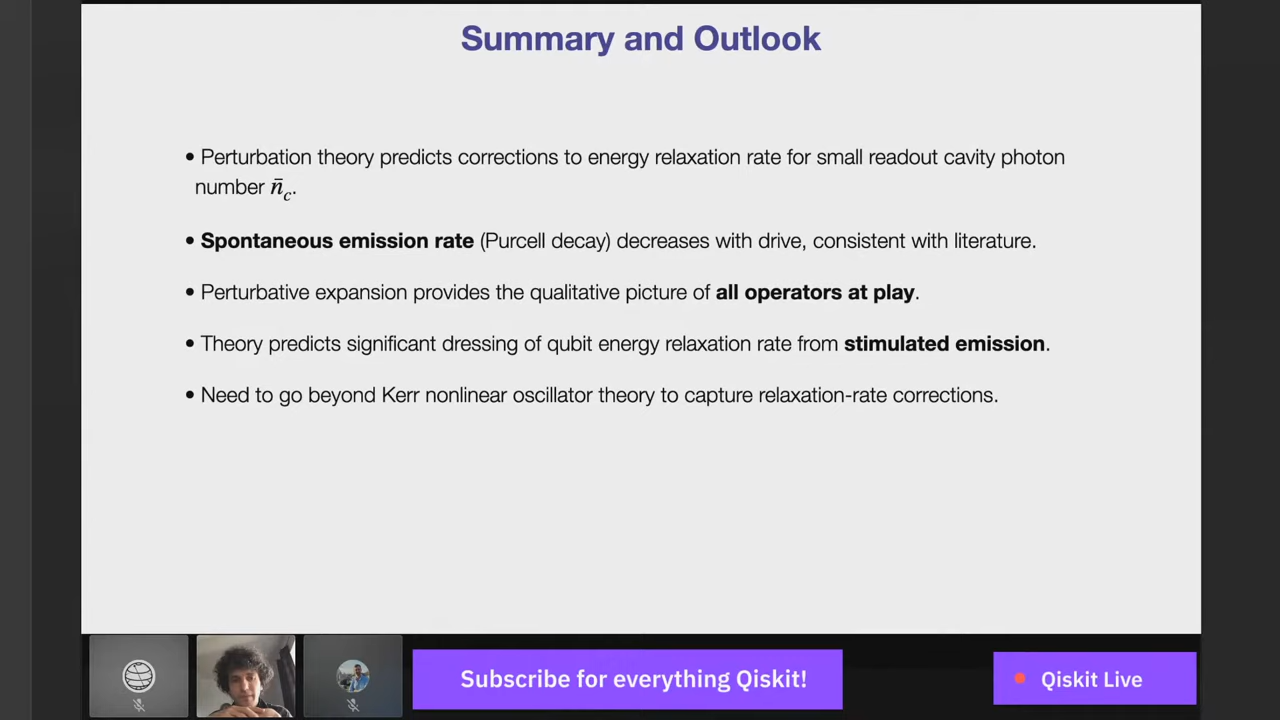 Summary and Outlook
• Perturbation theory predicts corrections to energy relaxation rate for small readout cavity photon
number n̄_c.
• Spontaneous emission rate (Purcell decay) decreases with drive, consistent with literature.
• Perturbative expansion provides the qualitative picture of all operators at play.
• Theory predicts significant dressing of qubit energy relaxation rate from stimulated emission.
• Need to go beyond Kerr nonlinear oscillator theory to capture relaxation-rate corrections.
Subscribe for everything Qiskit!
Qiskit Live